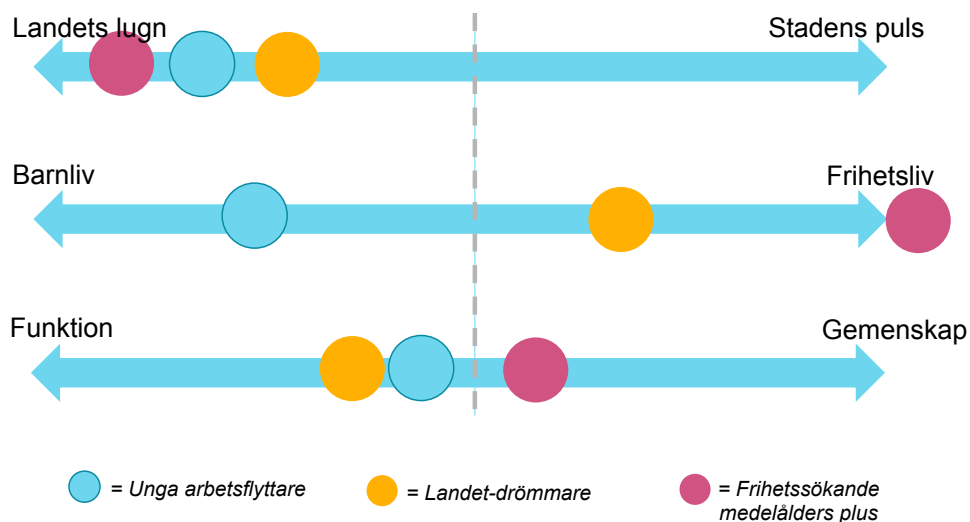 Landets lugn
Stadens puls
Barnliv
Frihetsliv
Funktion
Gemenskap
= Unga arbetsflyttare
= Landet-drömmare
= Frihetssökande
medelålders plus